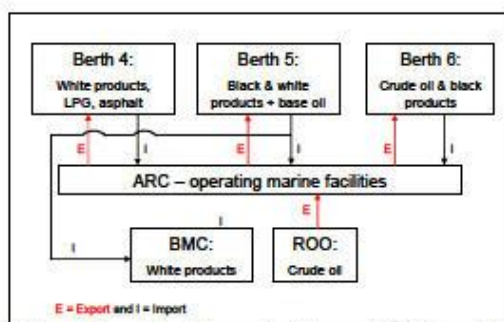 Berth 4:
White products,
LPG, asphalt
Berth 5:
Black & white
products + base oil
Berth 6:
Crude oil & black
products
E
I
E
I
E
I
ARC – operating marine facilities
E
I
I
BMC:
White products
ROO:
Crude oil
E = Export and I = Import